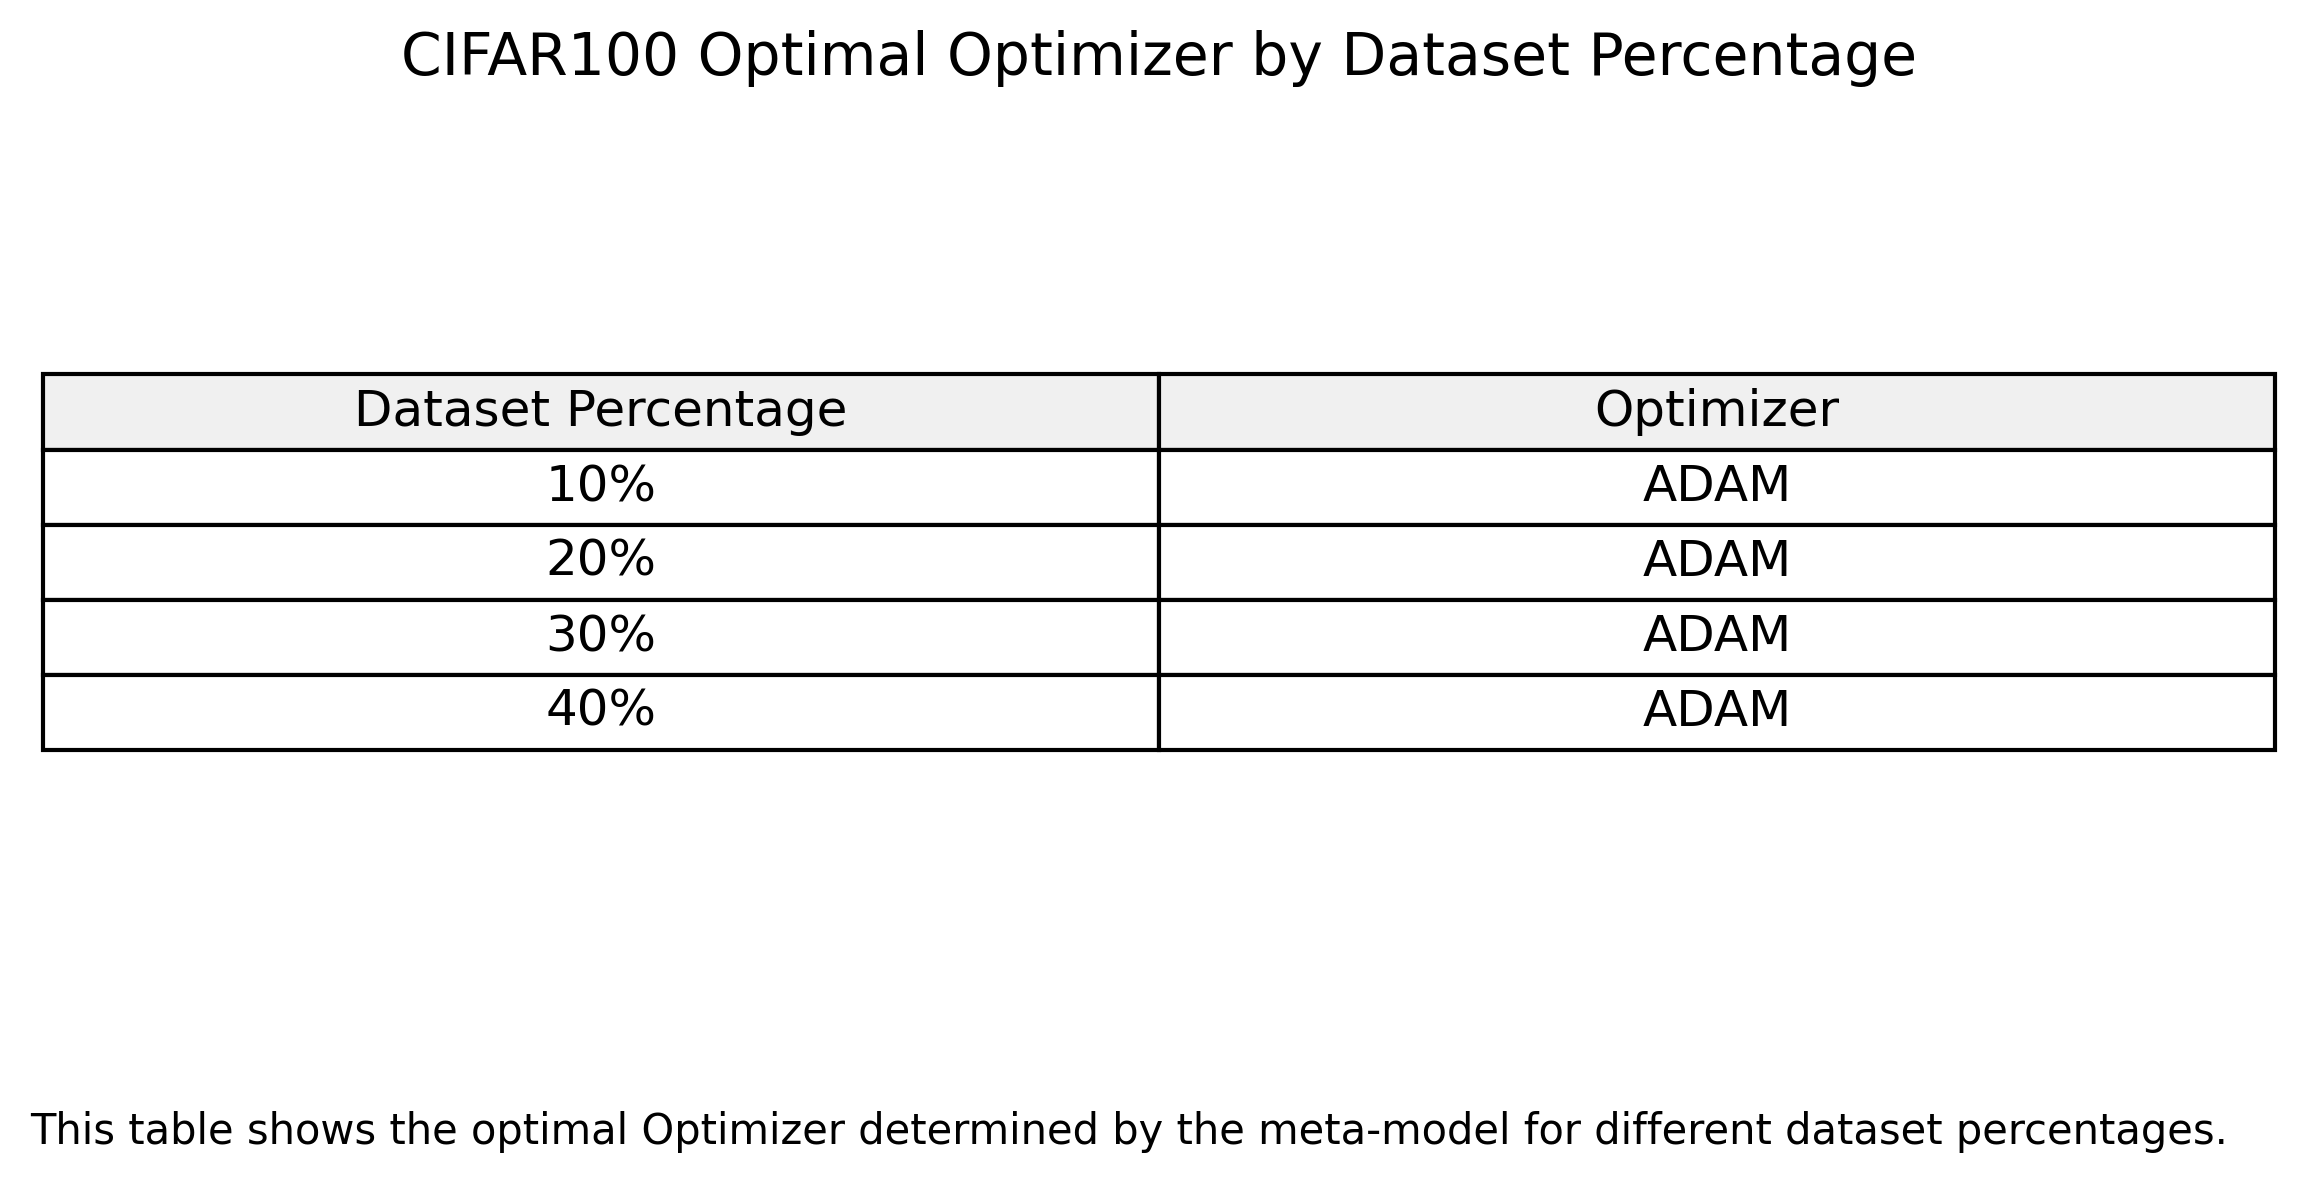 CIFAR100 Optimal Optimizer by Dataset Percentage
Dataset Percentage Optimizer
10% ADAM
20% ADAM
30% ADAM
40% ADAM
This table shows the optimal Optimizer determined by the meta-model for different dataset percentages.